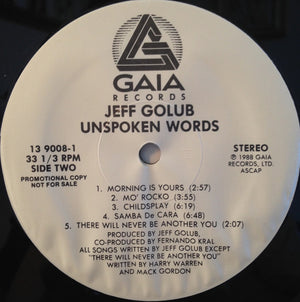 GAIA
RECORDS
JEFF GOLUB
UNSPOKEN WORDS
13 9008-1
33 1/3 RPM
SIDE TWO
PROMOTIONAL COPY
NOT FOR SALE
STEREO
℗ 1988 GAIA
RECORDS, LTD.
ASCAP
1. MORNING IS YOURS (2:57)
2. MO' ROCKO (3:55)
3. CHILDSPLAY (6:19)
4. SAMBA De CARA (6:48)
5. THERE WILL NEVER BE ANOTHER YOU (2:07)
PRODUCED BY JEFF GOLUB,
CO-PRODUCED BY FERNANDO KRAL
ALL SONGS WRITTEN BY JEFF GOLUB EXCEPT
"THERE WILL NEVER BE ANOTHER YOU"
WRITTEN BY HARRY WARREN
AND MACK GORDON